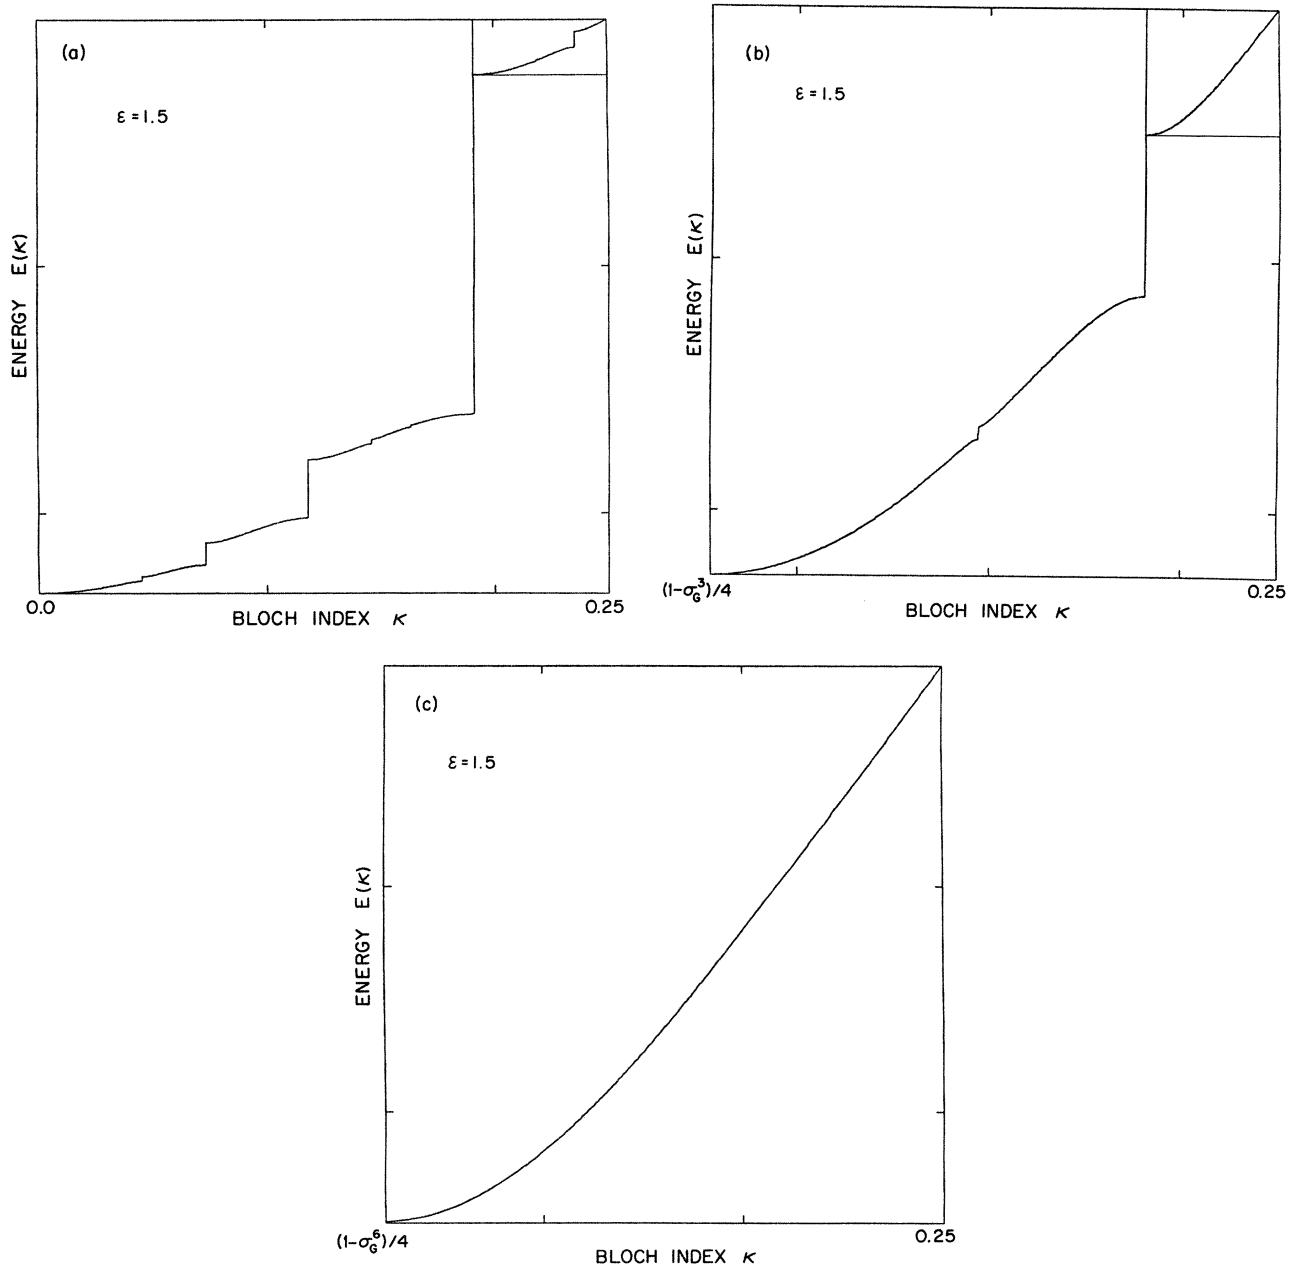 (a)
ε = 1.5
ENERGY E(κ)
0.0
0.25
BLOCH INDEX κ
(b)
ε = 1.5
ENERGY E(κ)
(1-σ_G^3)/4
0.25
BLOCH INDEX κ
(c)
ε = 1.5
ENERGY E(κ)
(1-σ_G^6)/4
0.25
BLOCH INDEX κ